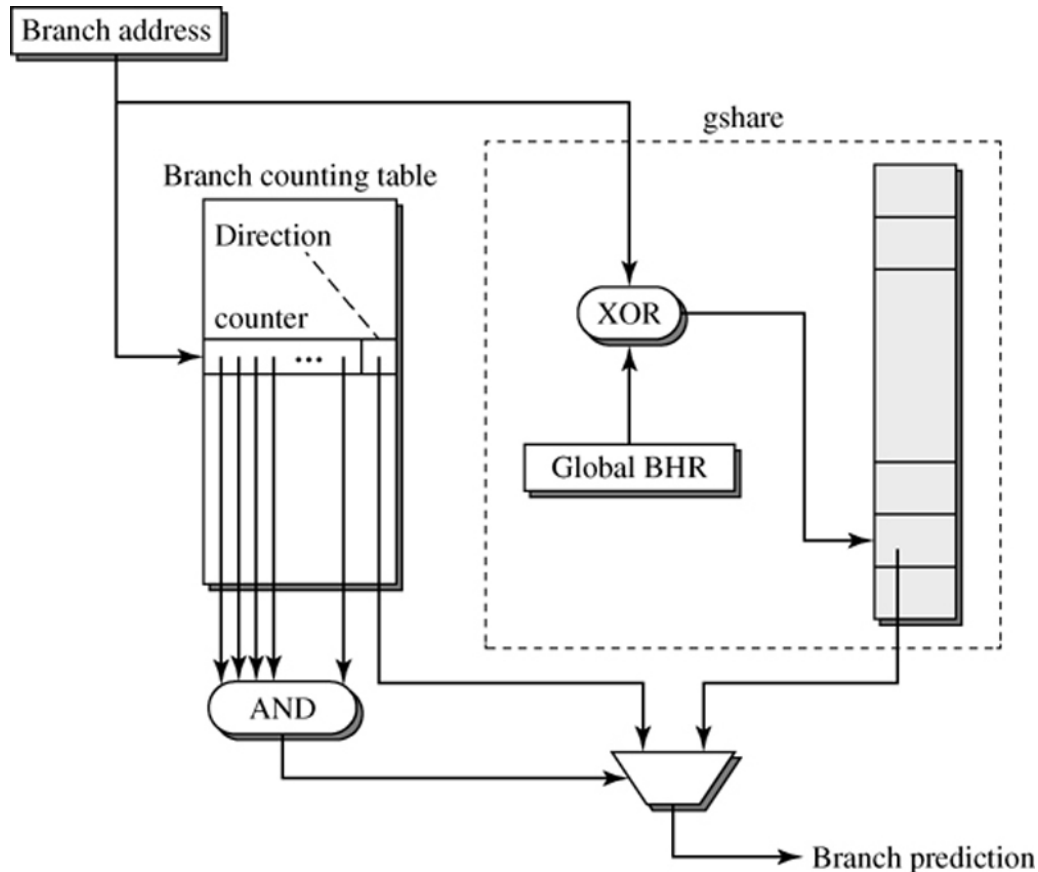 Branch address
gshare
Branch counting table
Direction
counter
XOR
...
Global BHR
AND
Branch prediction